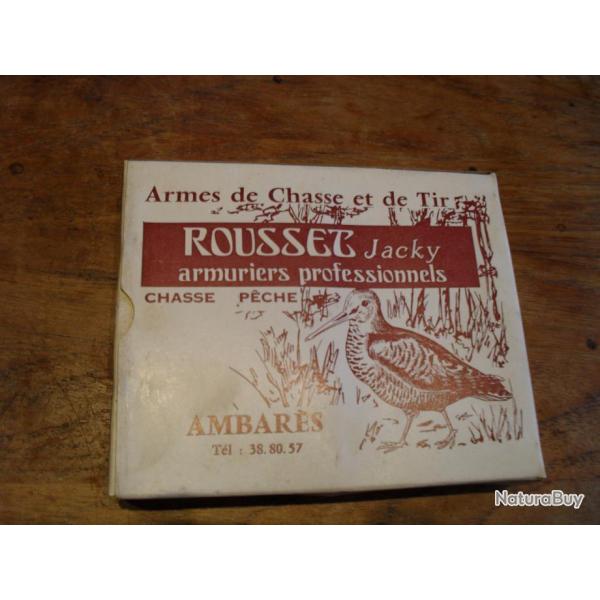 Armes de Chasse et de Tir
ROUSSET Jacky
armuriers professionnels
CHASSE PÊCHE
AMBARÈS
Tél : 38.80.57
NaturaBuy